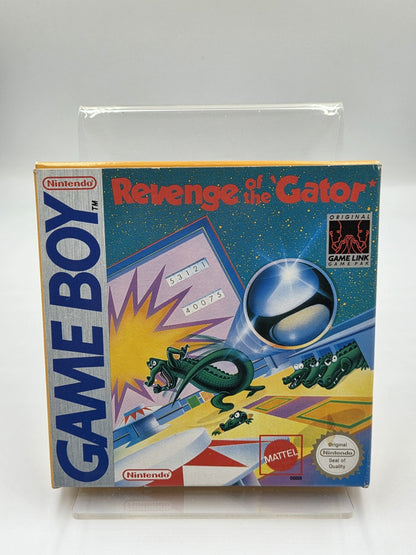 Nintendo
GAME BOY
TM
Revenge of the 'Gator*
ORIGINAL
GAME LINK
GAME PAK
53121
40075
MATTEL
Nintendo
Original
Nintendo
Seal of
Quality